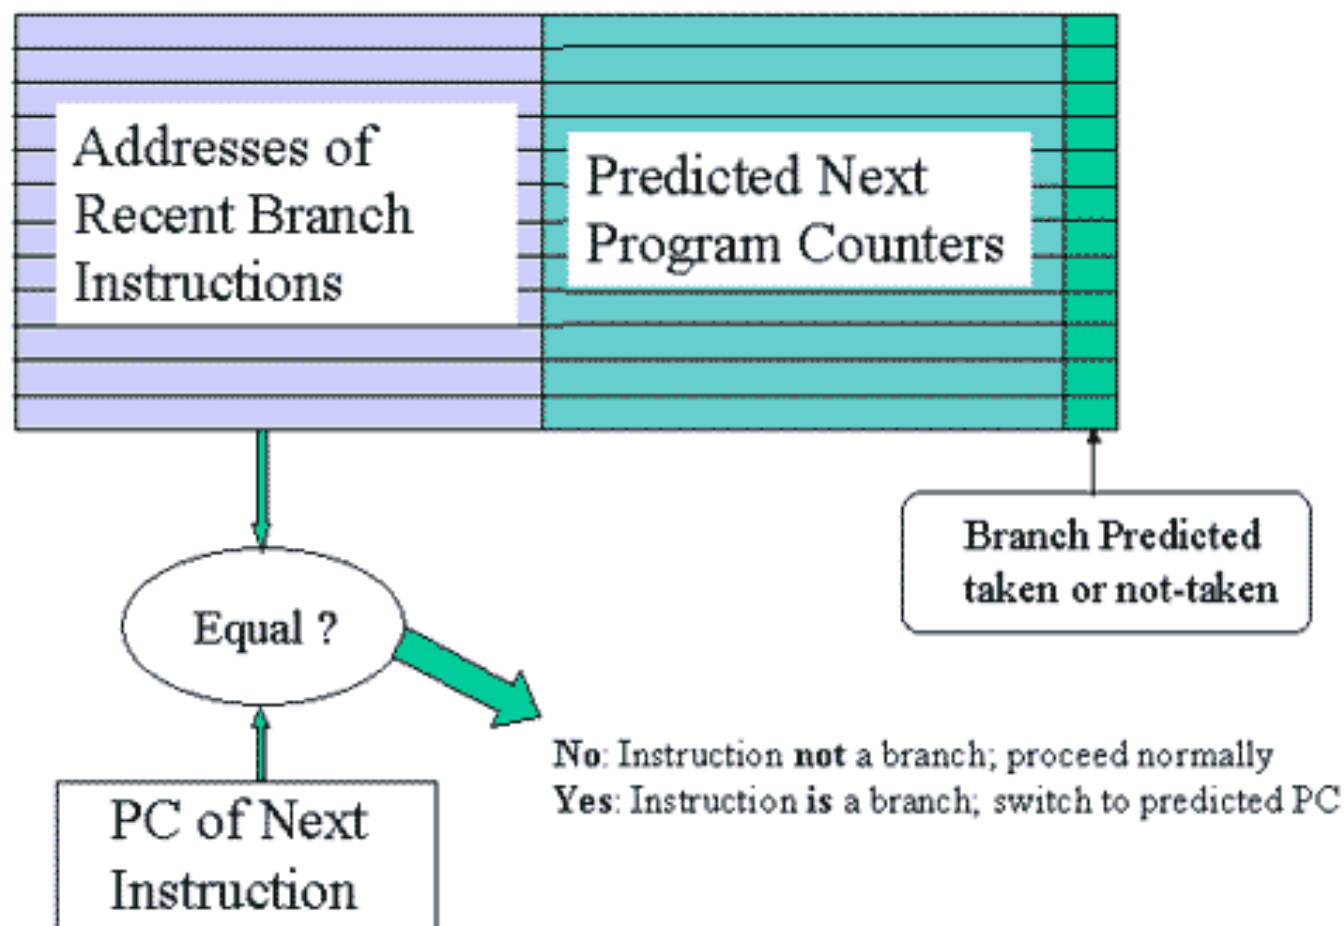 Addresses of
Recent Branch
Instructions
Predicted Next
Program Counters
Branch Predicted
taken or not-taken
Equal ?
No: Instruction not a branch; proceed normally
Yes: Instruction is a branch; switch to predicted PC
PC of Next
Instruction